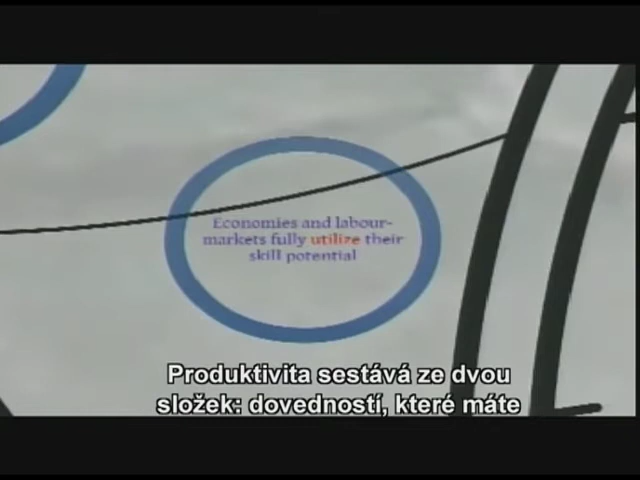 Economies and labour-
markets fully utilize their
skill potential
Produktivita sestává ze dvou
složek: dovedností, které máte